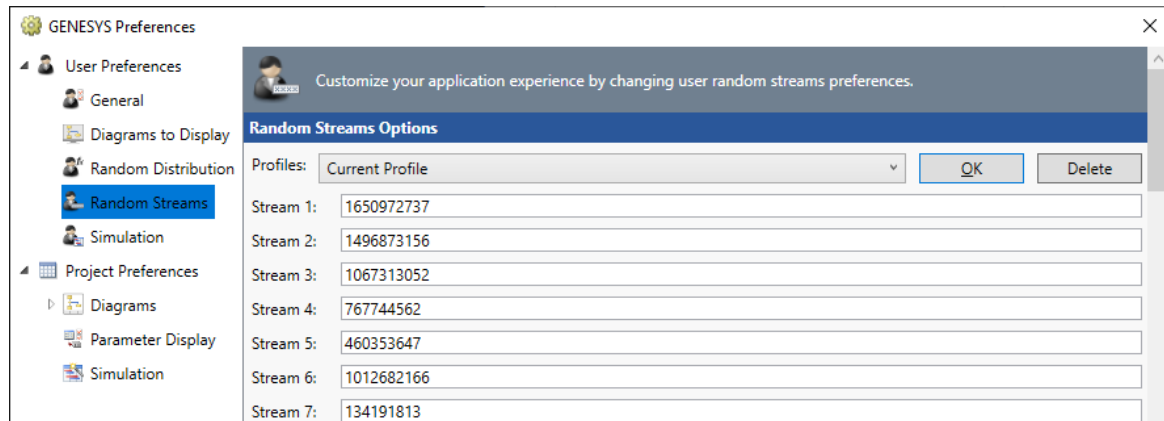 GENESYS Preferences
User Preferences
General
Diagrams to Display
Random Distribution
Random Streams
Simulation
Project Preferences
Diagrams
Parameter Display
Simulation
Customize your application experience by changing user random streams preferences.
Random Streams Options
Profiles: Current Profile OK Delete
Stream 1: 1650972737
Stream 2: 1496873156
Stream 3: 1067313052
Stream 4: 767744562
Stream 5: 460353647
Stream 6: 1012682166
Stream 7: 134191813